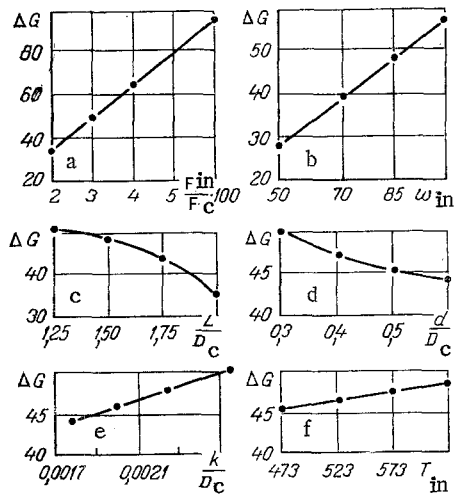 ΔG
80
60
40
20
a
2 3 4 5 100
F in
F c
ΔG
50
40
30
20
b
50 70 85 ω in
ΔG
40
30
c
1,25 1,50 1,75 L
D c
ΔG
45
40
d
0,3 0,4 0,5 d
D c
ΔG
45
40
e
0,0017 0,0021 k
D c
ΔG
45
40
f
473 523 573 T in